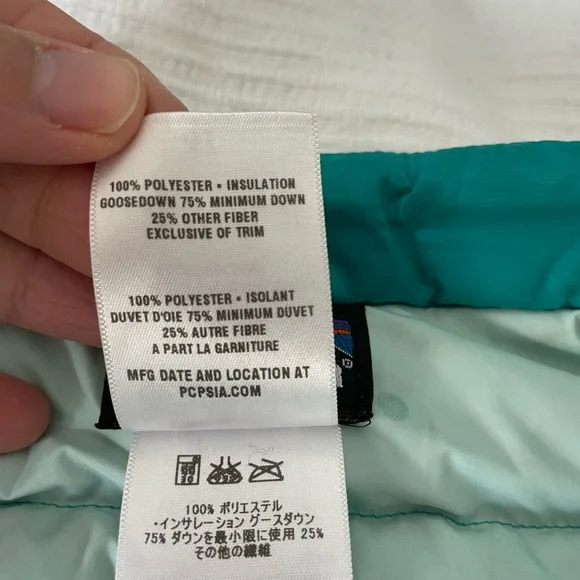 100% POLYESTER • INSULATION
GOOSEDOWN 75% MINIMUM DOWN
25% OTHER FIBER
EXCLUSIVE OF TRIM
100% POLYESTER • ISOLANT
DUVET D'OIE 75% MINIMUM DUVET
25% AUTRE FIBRE
A PART LA GARNITURE
MFG DATE AND LOCATION AT
PCPSIA.COM
100% ポリエステル
・インサレーション グースダウン
75% ダウンを最小限に使用 25%
その他の繊維